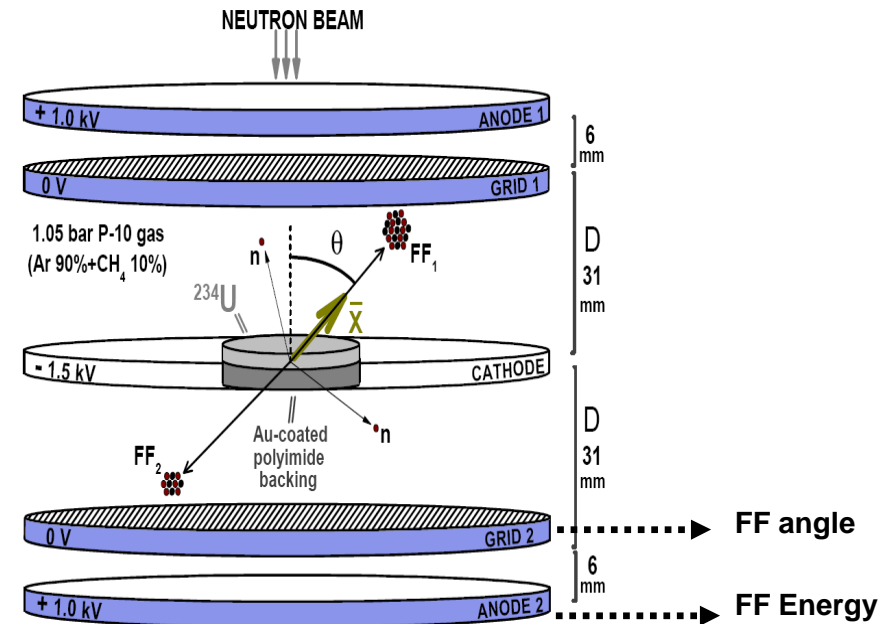 NEUTRON BEAM
+ 1.0 kV
ANODE 1
6
mm
0 V
GRID 1
1.05 bar P-10 gas
(Ar 90%+CH4 10%)
n
θ
FF1
D
31
mm
234U
X̄
- 1.5 kV
CATHODE
Au-coated
polyimide
backing
n
FF2
D
31
mm
0 V
GRID 2
FF angle
6
mm
+ 1.0 kV
ANODE 2
FF Energy